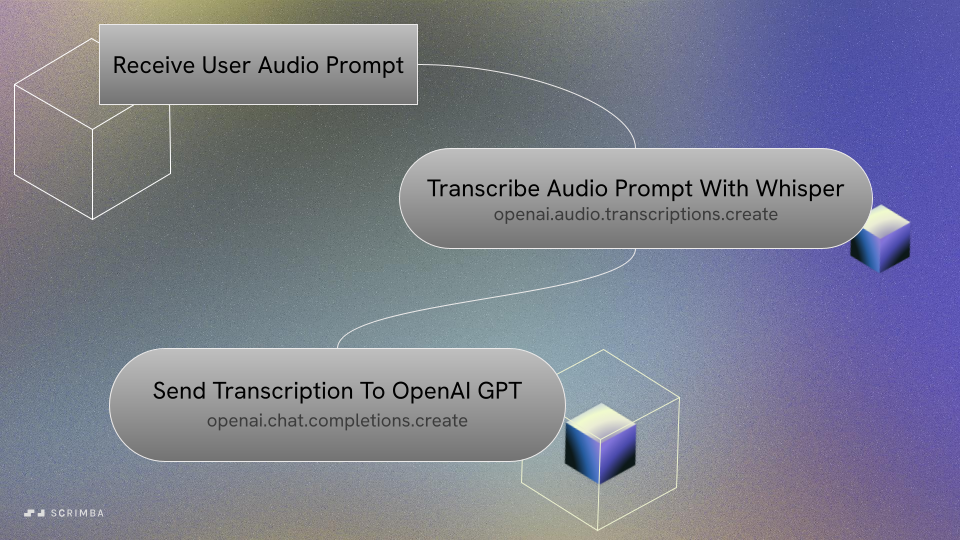 Receive User Audio Prompt
Transcribe Audio Prompt With Whisper
openai.audio.transcriptions.create
Send Transcription To OpenAI GPT
openai.chat.completions.create
SCRIMBA